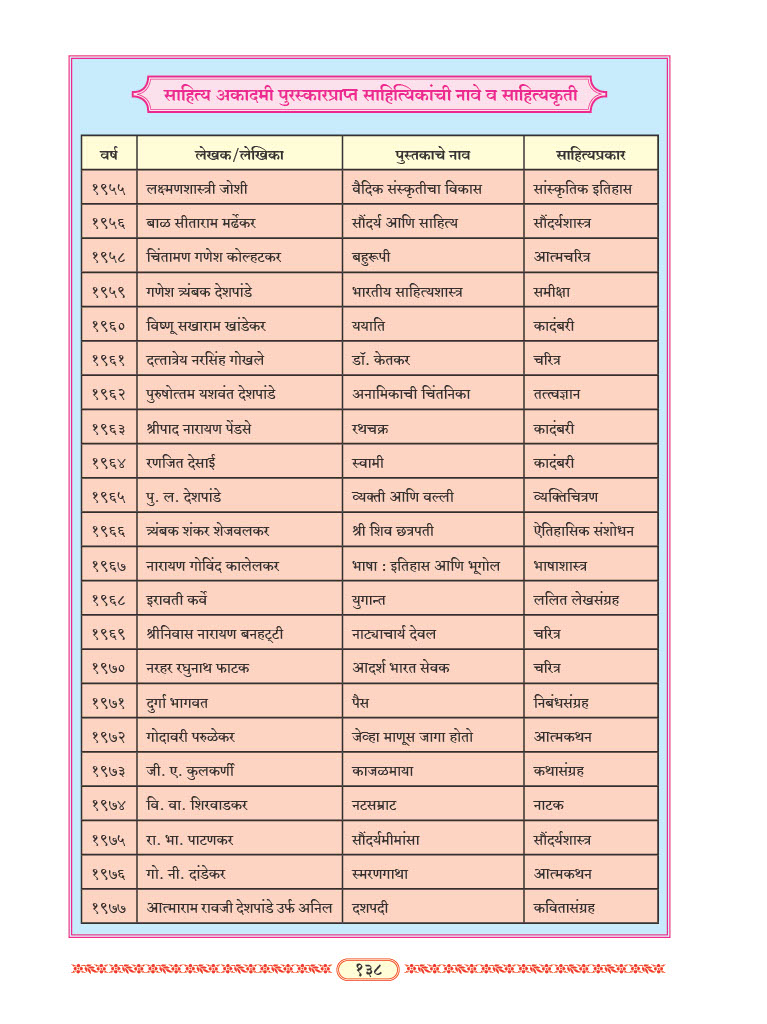 साहित्य अकादमी पुरस्कारप्राप्त साहित्यिकांची नावे व साहित्यकृती
वर्ष लेखक/लेखिका पुस्तकाचे नाव साहित्यप्रकार
१९५५ लक्ष्मणशास्त्री जोशी वैदिक संस्कृतीचा विकास सांस्कृतिक इतिहास
१९५६ बाळ सीताराम मर्ढेकर सौंदर्य आणि साहित्य सौंदर्यशास्त्र
१९५८ चिंतामण गणेश कोल्हटकर बहुरूपी आत्मचरित्र
१९५९ गणेश त्र्यंबक देशपांडे भारतीय साहित्यशास्त्र समीक्षा
१९६० विष्णू सखाराम खांडेकर ययाति कादंबरी
१९६१ दत्तात्रेय नरसिंह गोखले डॉ. केतकर चरित्र
१९६२ पुरुषोत्तम यशवंत देशपांडे अनामिकाची चिंतनिका तत्त्वज्ञान
१९६३ श्रीपाद नारायण पेंडसे रथचक्र कादंबरी
१९६४ रणजित देसाई स्वामी कादंबरी
१९६५ पु. ल. देशपांडे व्यक्ती आणि वल्ली व्यक्तिचित्रण
१९६६ त्र्यंबक शंकर शेजवलकर श्री शिव छत्रपती ऐतिहासिक संशोधन
१९६७ नारायण गोविंद कालेलकर भाषा : इतिहास आणि भूगोल भाषाशास्त्र
१९६८ इरावती कर्वे युगान्त ललित लेखसंग्रह
१९६९ श्रीनिवास नारायण बनहट्टी नाट्याचार्य देवल चरित्र
१९७० नरहर रघुनाथ फाटक आदर्श भारत सेवक चरित्र
१९७१ दुर्गा भागवत पैस निबंधसंग्रह
१९७२ गोदावरी परुळेकर जेव्हा माणूस जागा होतो आत्मकथन
१९७३ जी. ए. कुलकर्णी काजळमाया कथासंग्रह
१९७४ वि. वा. शिरवाडकर नटसम्राट नाटक
१९७५ रा. भा. पाटणकर सौंदर्यमीमांसा सौंदर्यशास्त्र
१९७६ गो. नी. दांडेकर स्मरणगाथा आत्मकथन
१९७७ आत्माराम रावजी देशपांडे उर्फ अनिल दशपदी कवितासंग्रह
१३८